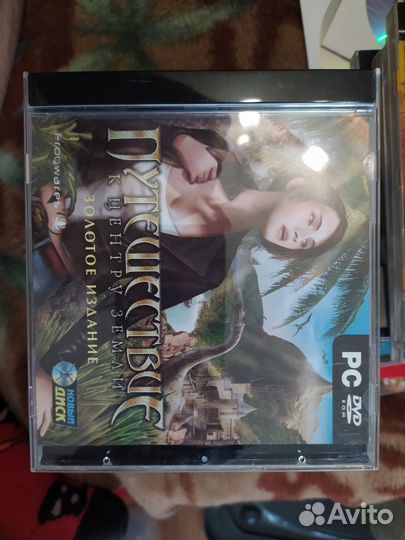 Frogwares
ПУТЕШЕСТВИЕ
К ЦЕНТРУ ЗЕМЛИ
ЗОЛОТОЕ ИЗДАНИЕ
НОВЫЙ
ДИСК
PC
DVD
ROM
Avito